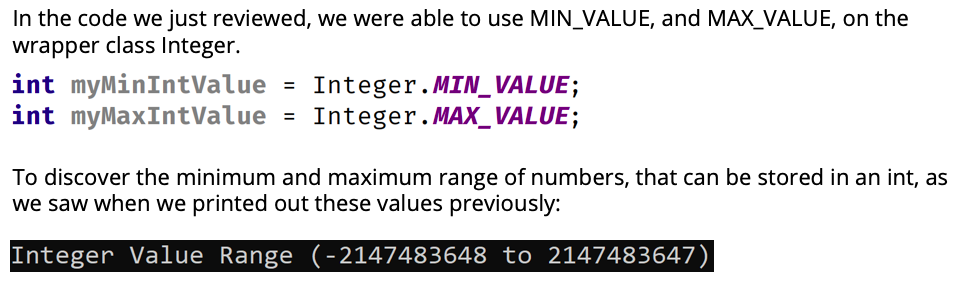 In the code we just reviewed, we were able to use MIN_VALUE, and MAX_VALUE, on the
wrapper class Integer.
int myMinIntValue = Integer.MIN_VALUE;
int myMaxIntValue = Integer.MAX_VALUE;
To discover the minimum and maximum range of numbers, that can be stored in an int, as
we saw when we printed out these values previously:
Integer Value Range (-2147483648 to 2147483647)